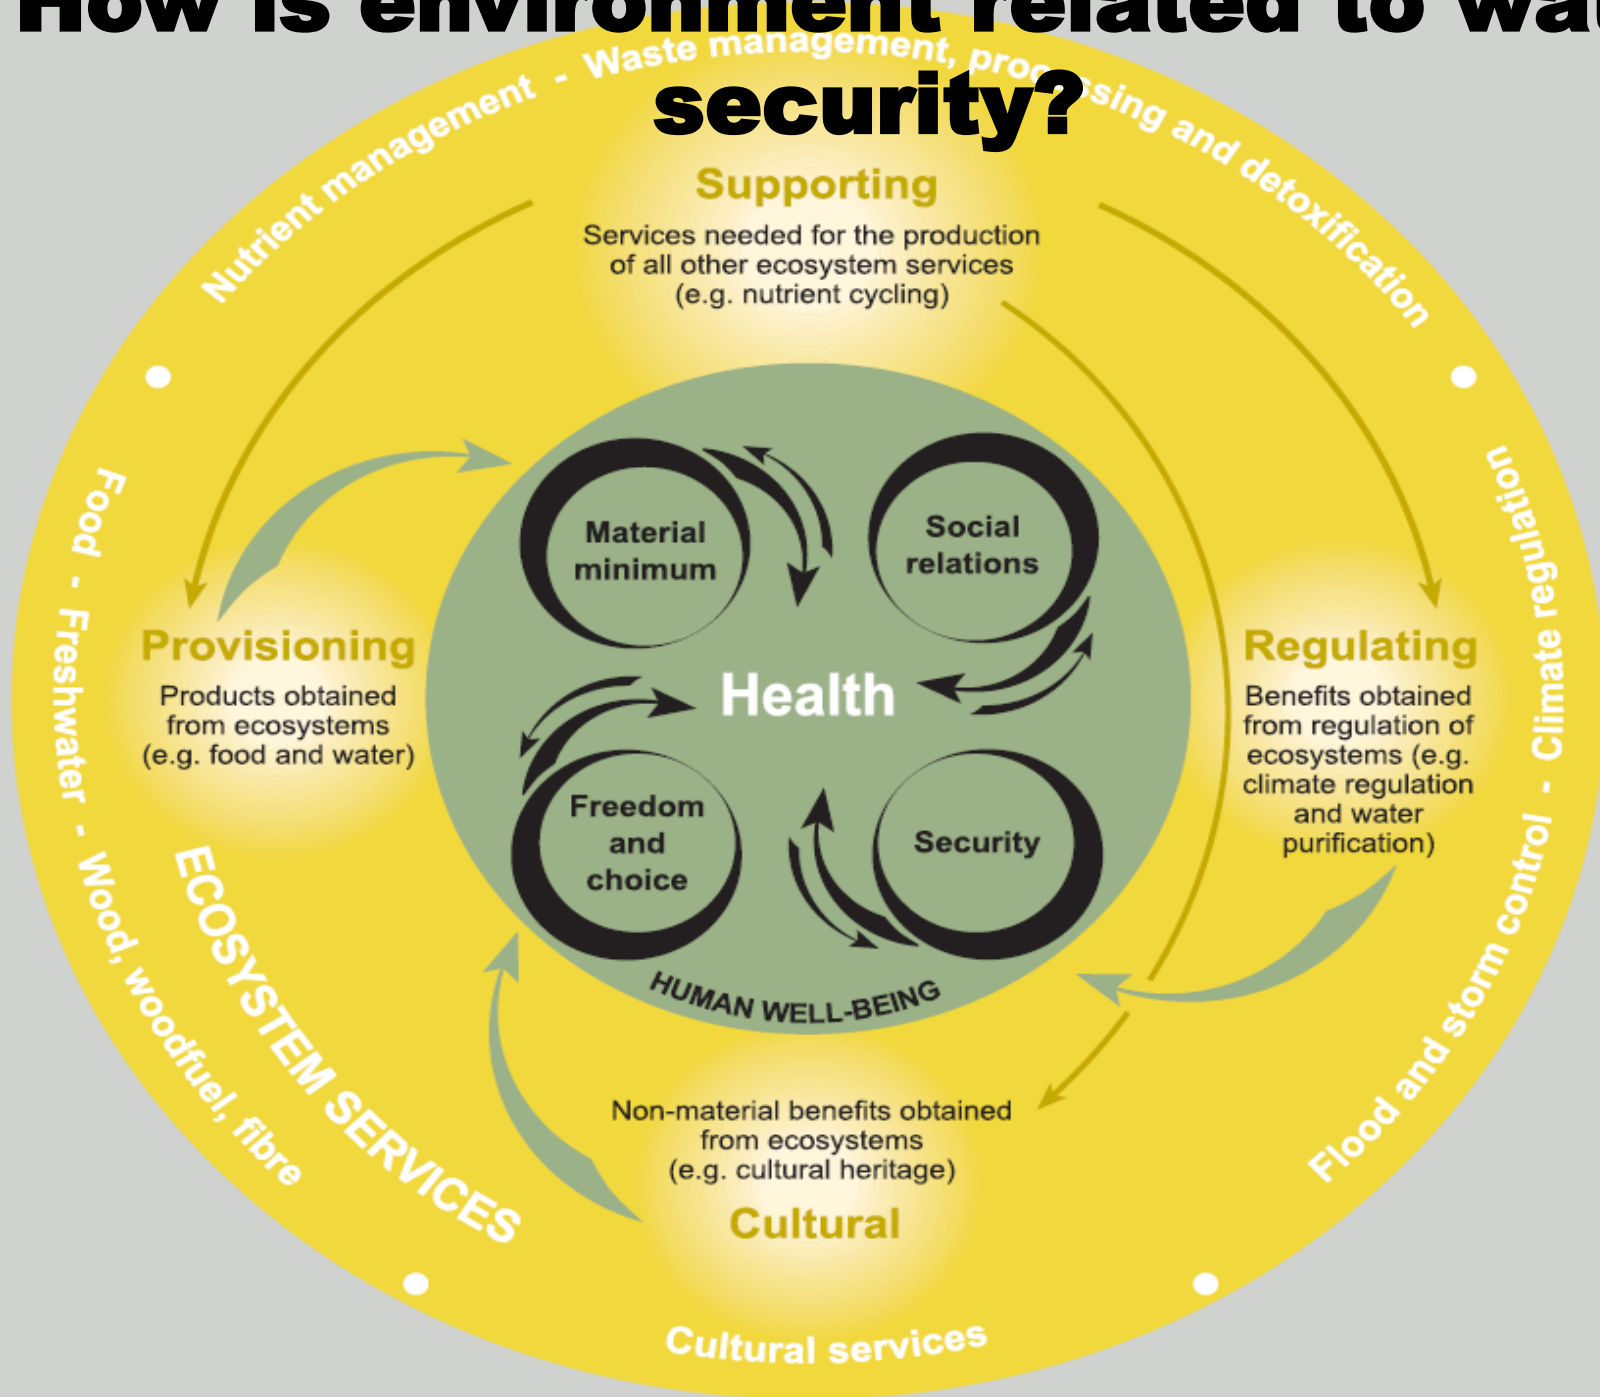 How is environment related to
security?
Nutrient management - Waste management, processing and detoxification
Supporting
Services needed for the production
of all other ecosystem services
(e.g. nutrient cycling)
Food - Freshwater - Wood, woodfuel, fibre
Climate regulation - Flood and storm control
Material
minimum
Social
relations
Provisioning
Products obtained
from ecosystems
(e.g. food and water)
Health
Regulating
Benefits obtained
from regulation of
ecosystems (e.g.
climate regulation
and water
purification)
Freedom
and
choice
Security
HUMAN WELL-BEING
ECOSYSTEM SERVICES
Non-material benefits obtained
from ecosystems
(e.g. cultural heritage)
Cultural
Cultural services